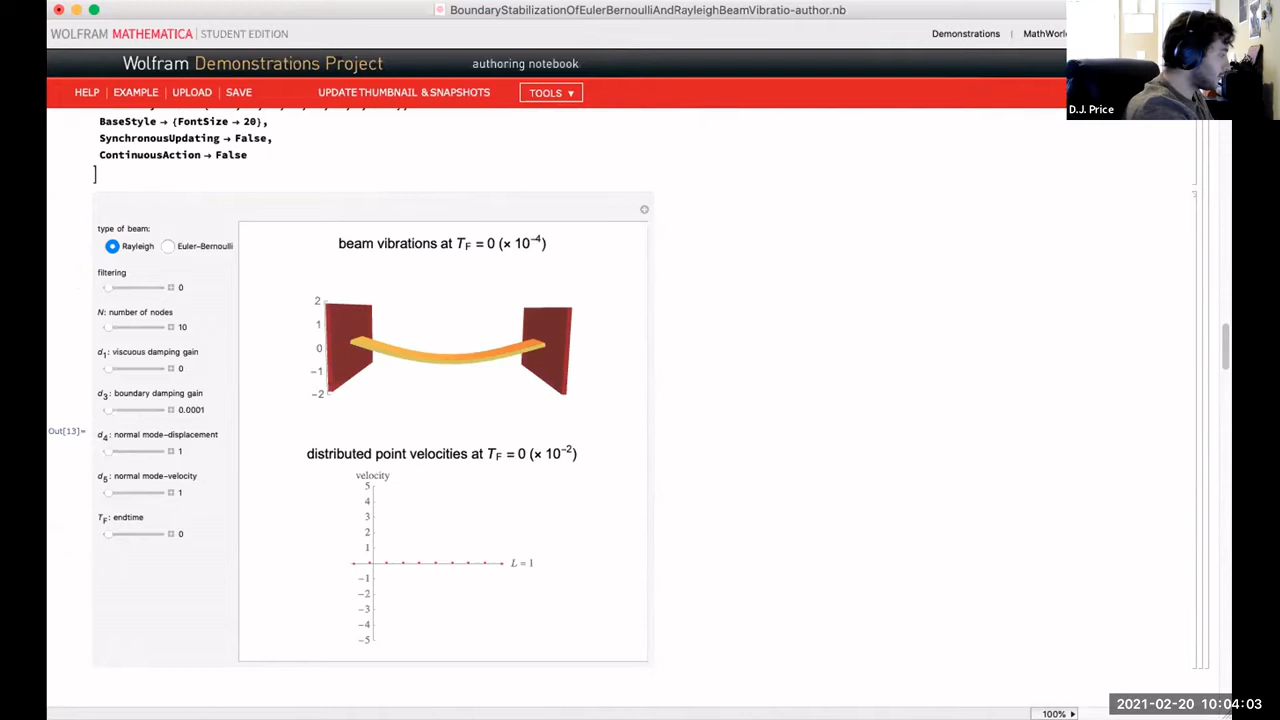 BoundaryStabilizationOfEulerBernoulliAndRayleighBeamVibratio-author.nb
WOLFRAM MATHEMATICA | STUDENT EDITION
Demonstrations | MathWorl
Wolfram Demonstrations Project authoring notebook
HELP | EXAMPLE | UPLOAD | SAVE UPDATE THUMBNAIL & SNAPSHOTS TOOLS ▼
D.J. Price
BaseStyle → {FontSize → 20},
SynchronousUpdating → False,
ContinuousAction → False
]
Out[13]=
type of beam:
Rayleigh Euler–Bernoulli
filtering
0
N: number of nodes
10
d1: viscuous damping gain
0
d3: boundary damping gain
0.0001
d4: normal mode-displacement
1
d5: normal mode-velocity
1
TF: endtime
0
beam vibrations at TF = 0 (× 10^-4)
2
1
0
-1
-2
distributed point velocities at TF = 0 (× 10^-2)
velocity
5
4
3
2
1
L = 1
-1
-2
-3
-4
-5
100% ▶
2021-02-20 10:04:03